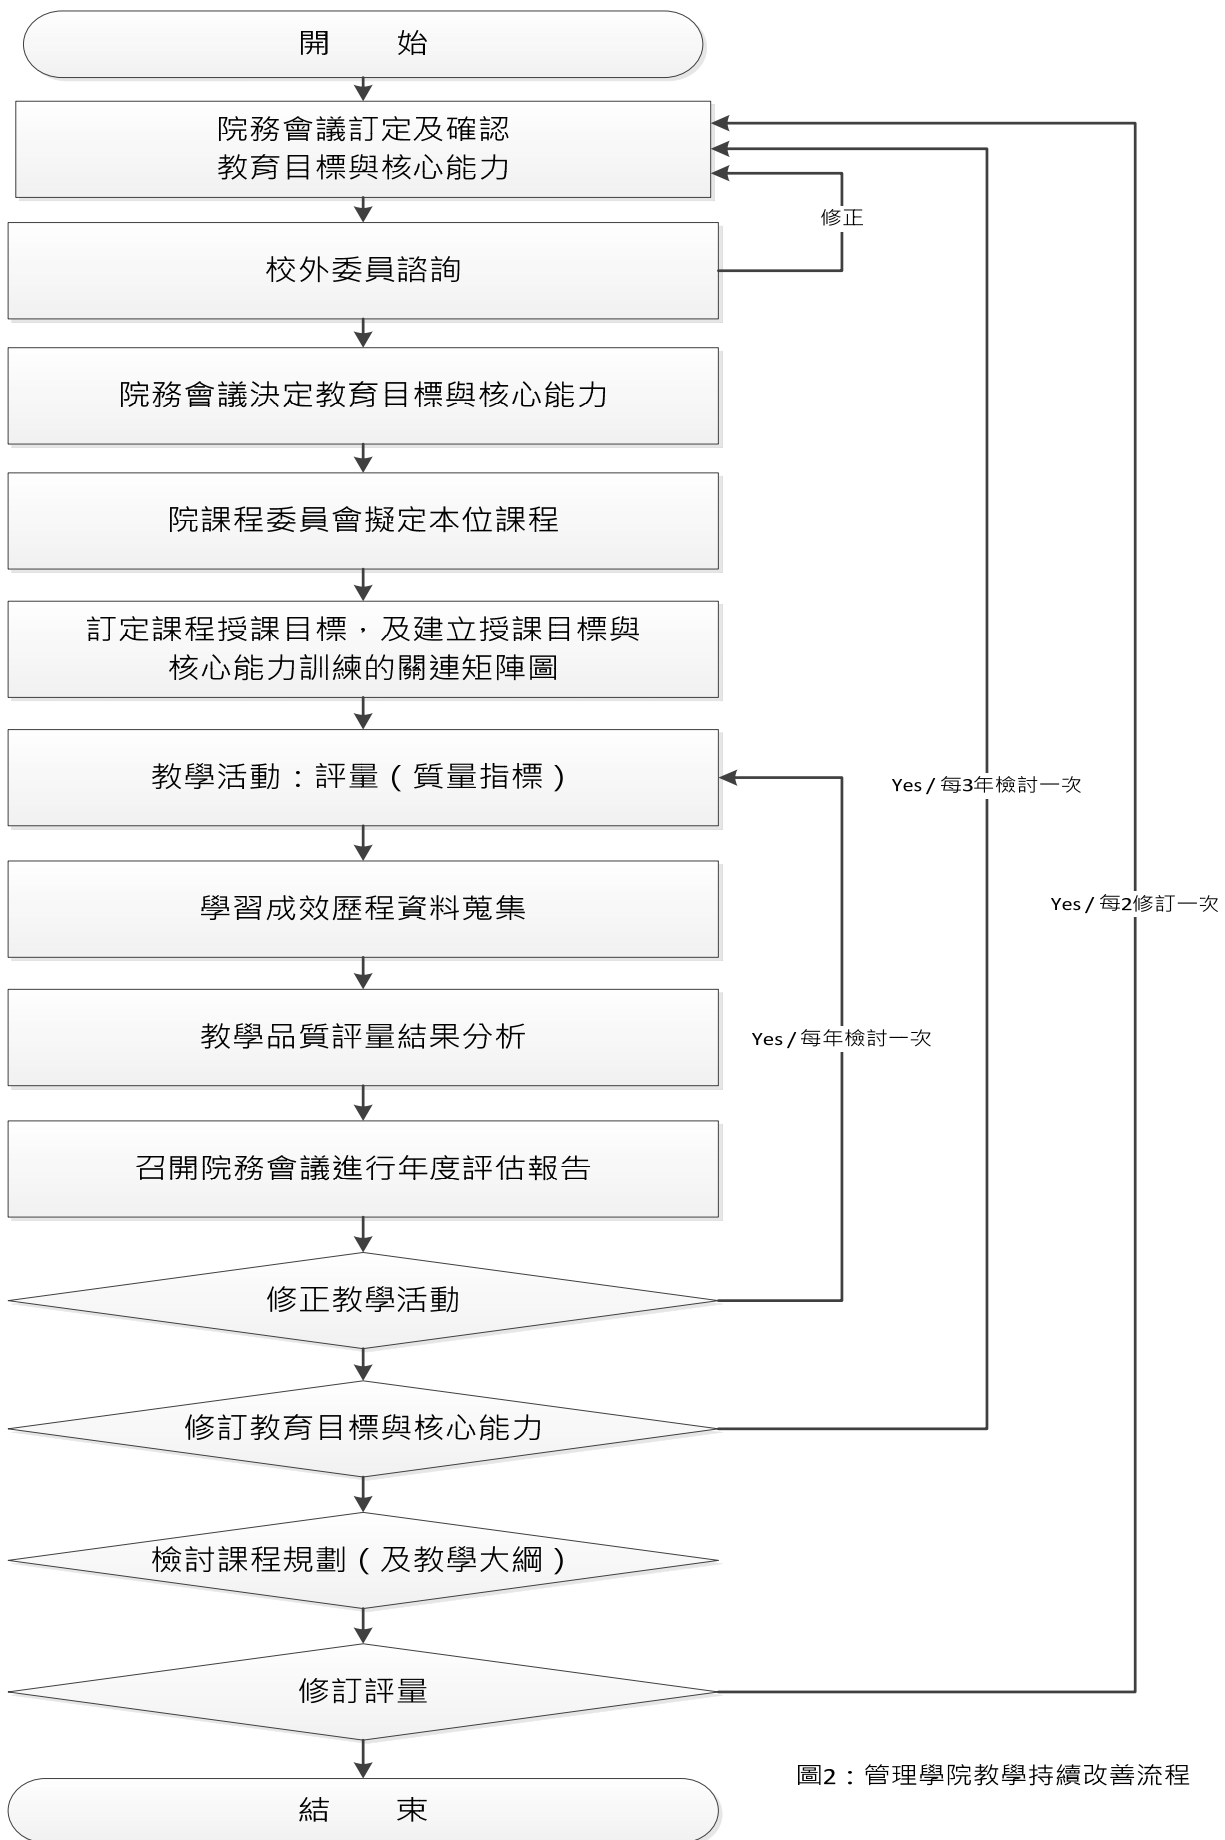 開 始
院務會議訂定及確認
教育目標與核心能力
修正
校外委員諮詢
院務會議決定教育目標與核心能力
院課程委員會擬定本位課程
訂定課程授課目標，及建立授課目標與
核心能力訓練的關連矩陣圖
教學活動：評量（質量指標）
Yes / 每3年檢討一次
學習成效歷程資料蒐集
Yes / 每2修訂一次
教學品質評量結果分析
Yes / 每年檢討一次
召開院務會議進行年度評估報告
修正教學活動
修訂教育目標與核心能力
檢討課程規劃（及教學大綱）
修訂評量
圖2：管理學院教學持續改善流程
結 束